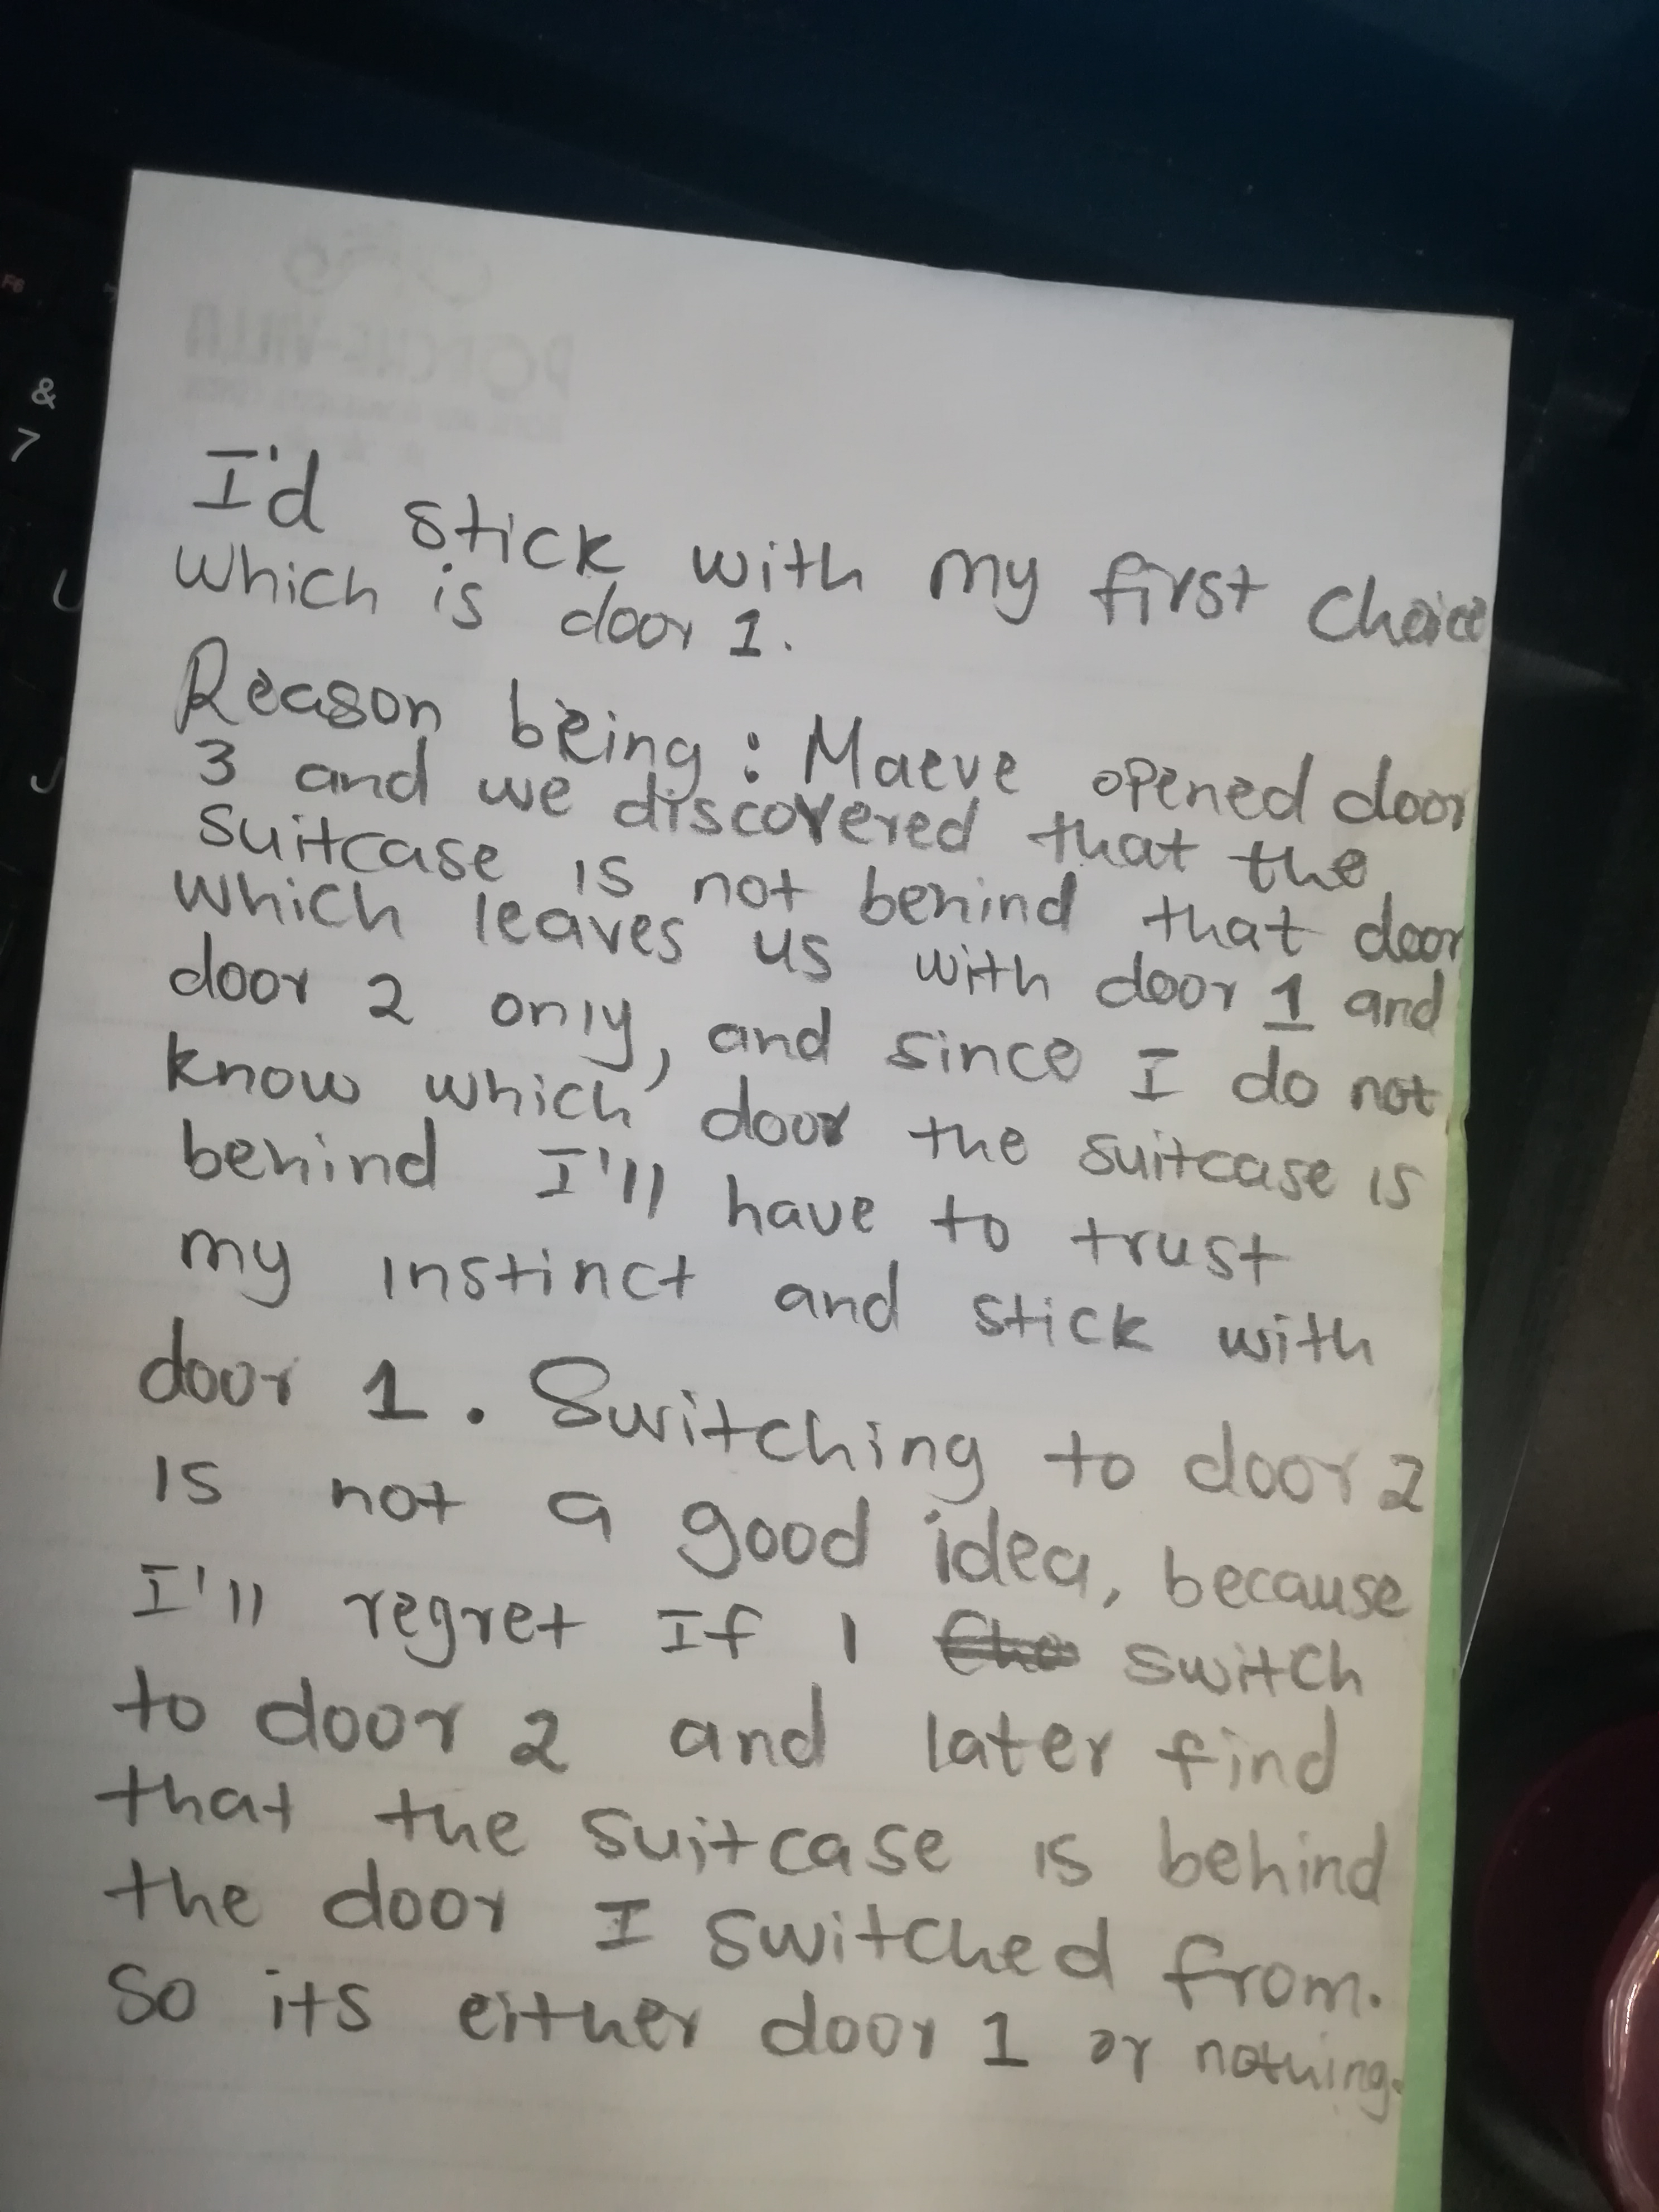 I'd stick with my first choice
which is door 1.
Reason being : Maeve opened door
3 and we discovered that the
suitcase is not behind that door
which leaves us with door 1 and
door 2 only, and since I do not
know which door the suitcase is
behind I'll have to trust
my instinct and stick with
door 1. Switching to door 2
is not a good idea, because
I'll regret If I switch
to door 2 and later find
that the suitcase is behind
the door I switched from.
So its either door 1 or nothing.
&
7
U
J
F6